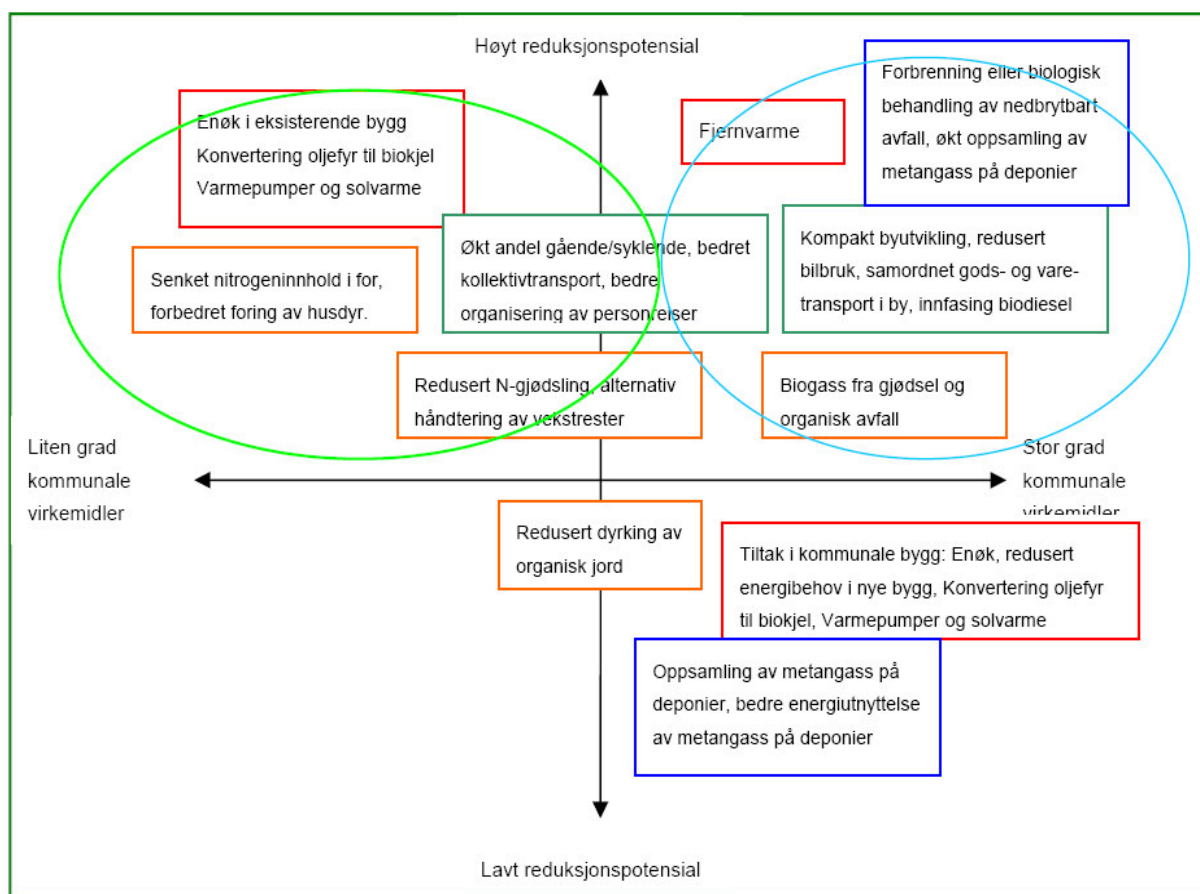 Høyt reduksjonspotensial
Enøk i eksisterende bygg
Konvertering oljefyr til biokjel
Varmepumper og solvarme
Fjernvarme
Forbrenning eller biologisk
behandling av nedbrytbart
avfall, økt oppsamling av
metangass på deponier
Senket nitrogeninnhold i for,
forbedret foring av husdyr.
Økt andel gående/syklende, bedret
kollektivtransport, bedre
organisering av personreiser
Kompakt byutvikling, redusert
bilbruk, samordnet gods- og vare-
transport i by, innfasing biodiesel
Redusert N-gjødsling, alternativ
håndtering av vekstrester
Biogass fra gjødsel og
organisk avfall
Liten grad
kommunale
virkemidler
Stor grad
kommunale
virkemidler
Redusert dyrking av
organisk jord
Tiltak i kommunale bygg: Enøk, redusert
energibehov i nye bygg, Konvertering oljefyr
til biokjel, Varmepumper og solvarme
Oppsamling av metangass på
deponier, bedre energiutnyttelse
av metangass på deponier
Lavt reduksjonspotensial